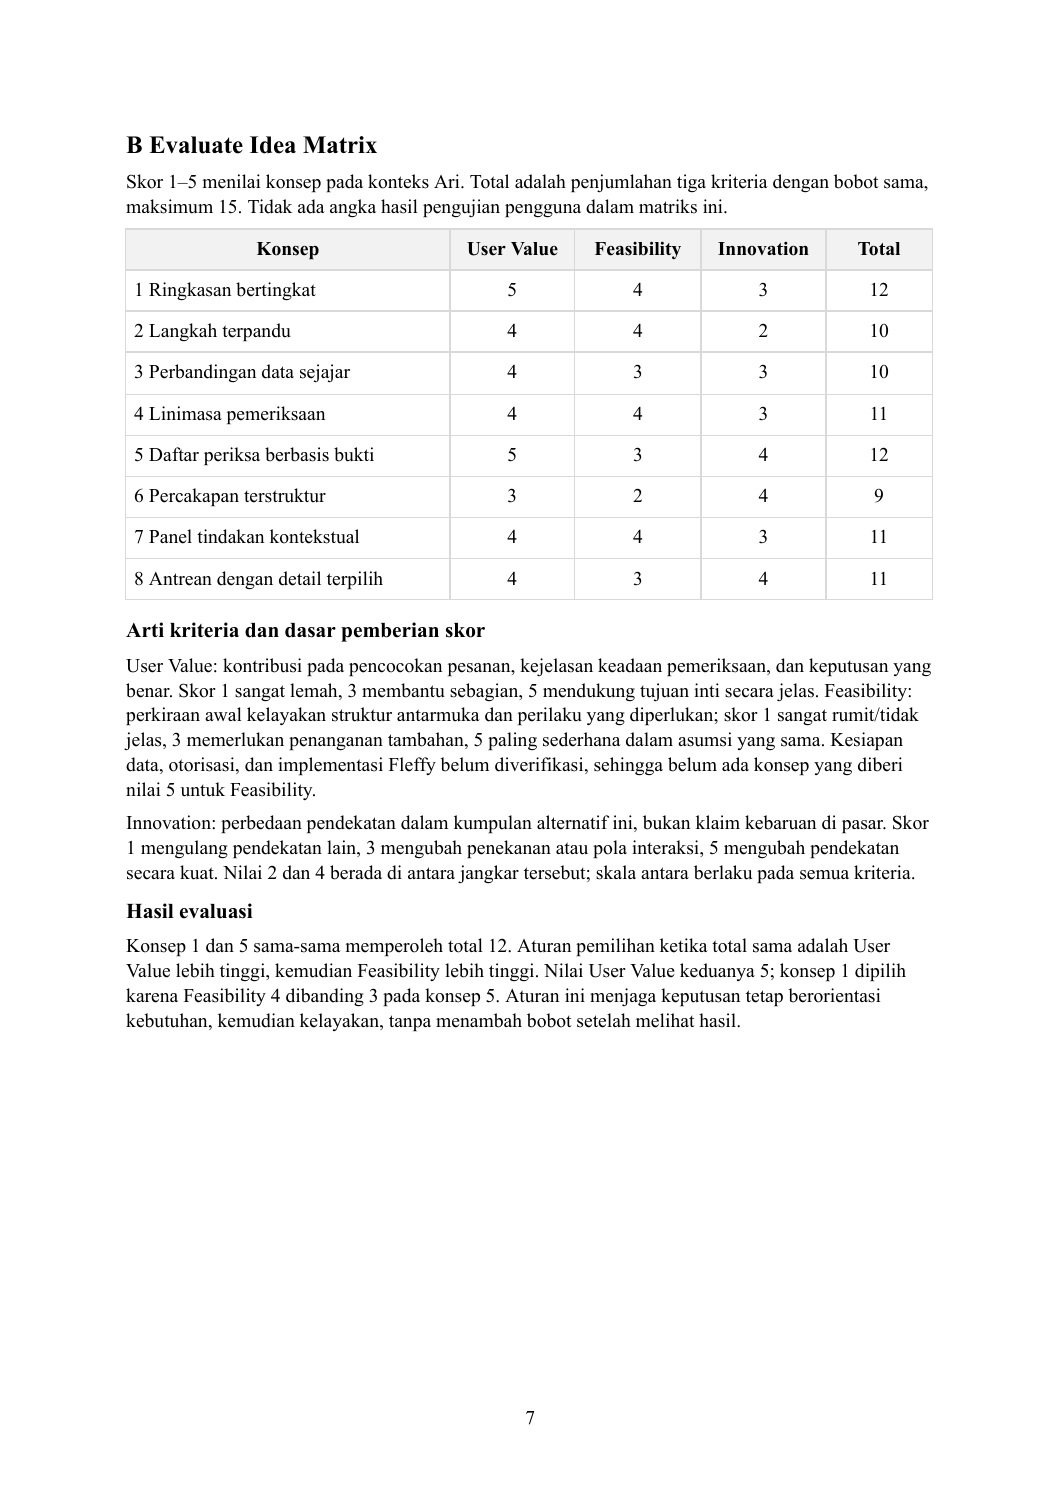 B Evaluate Idea Matrix
Skor 1–5 menilai konsep pada konteks Ari. Total adalah penjumlahan tiga kriteria dengan bobot sama,
maksimum 15. Tidak ada angka hasil pengujian pengguna dalam matriks ini.
Konsep User Value Feasibility Innovation Total
1 Ringkasan bertingkat 5 4 3 12
2 Langkah terpandu 4 4 2 10
3 Perbandingan data sejajar 4 3 3 10
4 Linimasa pemeriksaan 4 4 3 11
5 Daftar periksa berbasis bukti 5 3 4 12
6 Percakapan terstruktur 3 2 4 9
7 Panel tindakan kontekstual 4 4 3 11
8 Antrean dengan detail terpilih 4 3 4 11
Arti kriteria dan dasar pemberian skor
User Value: kontribusi pada pencocokan pesanan, kejelasan keadaan pemeriksaan, dan keputusan yang
benar. Skor 1 sangat lemah, 3 membantu sebagian, 5 mendukung tujuan inti secara jelas. Feasibility:
perkiraan awal kelayakan struktur antarmuka dan perilaku yang diperlukan; skor 1 sangat rumit/tidak
jelas, 3 memerlukan penanganan tambahan, 5 paling sederhana dalam asumsi yang sama. Kesiapan
data, otorisasi, dan implementasi Fleffy belum diverifikasi, sehingga belum ada konsep yang diberi
nilai 5 untuk Feasibility.
Innovation: perbedaan pendekatan dalam kumpulan alternatif ini, bukan klaim kebaruan di pasar. Skor
1 mengulang pendekatan lain, 3 mengubah penekanan atau pola interaksi, 5 mengubah pendekatan
secara kuat. Nilai 2 dan 4 berada di antara jangkar tersebut; skala antara berlaku pada semua kriteria.
Hasil evaluasi
Konsep 1 dan 5 sama-sama memperoleh total 12. Aturan pemilihan ketika total sama adalah User
Value lebih tinggi, kemudian Feasibility lebih tinggi. Nilai User Value keduanya 5; konsep 1 dipilih
karena Feasibility 4 dibanding 3 pada konsep 5. Aturan ini menjaga keputusan tetap berorientasi
kebutuhan, kemudian kelayakan, tanpa menambah bobot setelah melihat hasil.
7